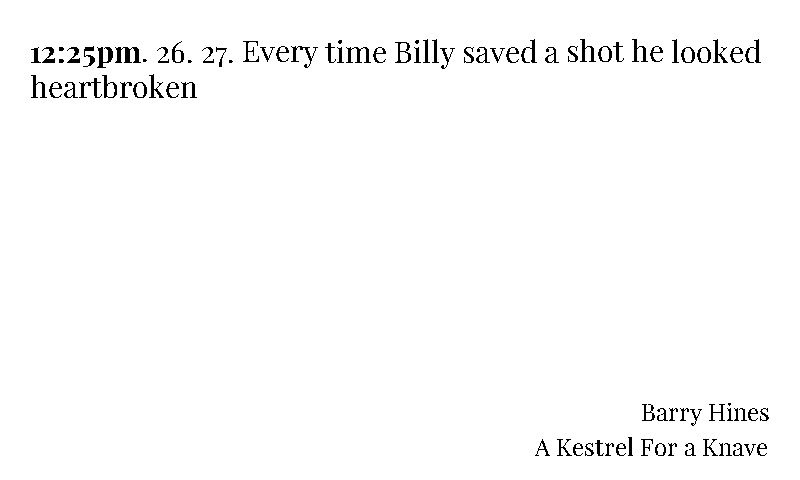 12:25pm. 26. 27. Every time Billy saved a shot he looked
heartbroken
Barry Hines
A Kestrel For a Knave